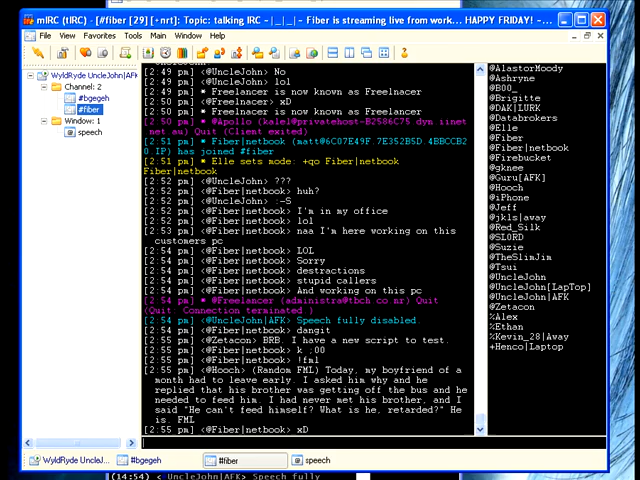 mIRC (tIRC) - [#fiber [29] [+nrt]: Topic: talking IRC - |_|_| - Fiber is streaming live from work... HAPPY FRIDAY! -...
File View Favorites Tools Main Window Help
WyldRyde UncleJohn|AFK
Channel: 2
#bgegeh
#fiber
Window: 1
speech
[2:49 pm] <@UncleJohn> No
[2:49 pm] <@UncleJohn> lol
[2:49 pm] * Freelancer is now known as Freelnacer
[2:50 pm] <@Freelnacer> xD
[2:50 pm] * Freelnacer is now known as Freelancer
[2:50 pm] * @Apollo (kalel@privatehost-B2586C75 dyn iinet
net au) Quit (Client exited)
[2:51 pm] * Fiber|netbook (matt@6C07E49F.7E352B5D.4BBCCB2
0 IP) has joined #fiber
[2:51 pm] * Elle sets mode: +qo Fiber|netbook
Fiber|netbook
[2:52 pm] <@UncleJohn> ???
[2:52 pm] <@Fiber|netbook> huh?
[2:52 pm] <@UncleJohn> :-S
[2:52 pm] <@Fiber|netbook> I'm in my office
[2:52 pm] <@Fiber|netbook> lol
[2:53 pm] <@Fiber|netbook> naa I'm here working on this
customers pc
[2:54 pm] <@Fiber|netbook> LOL
[2:54 pm] <@Fiber|netbook> Sorry
[2:54 pm] <@Fiber|netbook> destractions
[2:54 pm] <@Fiber|netbook> stupid callers
[2:54 pm] <@Fiber|netbook> And working on this pc
[2:54 pm] * @Freelancer (administra@tbch co nr) Quit
(Quit: Connection terminated )
[2:54 pm] <@UncleJohn|AFK> Speech fully disabled.
[2:54 pm] <@Fiber|netbook> dangit
[2:55 pm] <@Zetacon> BRB. I have a new script to test.
[2:55 pm] <@Fiber|netbook> k ;00
[2:55 pm] <@Fiber|netbook> !fml
[2:55 pm] <@Hooch> (Random FML) Today, my boyfriend of a
month had to leave early. I asked him why and he
replied that his brother was getting off the bus and he
needed to feed him. I had never met his brother, and I
said "He can't feed himself? What is he, retarded?" He
is. FML
[2:55 pm] <@Fiber|netbook> xD
@AlastorMoody
@Ashryne
@B00_
@Brigitte
@DAK|LURK
@Databrokers
@Elle
@Fiber
@Fiber|netbook
@Firebucket
@gknee
@Guru[AFK]
@Hooch
@iPhone
@Jeff
@jkls|away
@Red_Silk
@SL0RD
@Suzie
@TheSlimJim
@Tsui
@UncleJohn
@UncleJohn[LapTop]
@UncleJohn|AFK
@Zetacon
%Alex
%Ethan
%Kevin_28|Away
+Henco|Laptop
WyldRyde UncleJ...
#bgegeh
#fiber
speech
(14:54) < UncleJohn|AFK> Speech fully